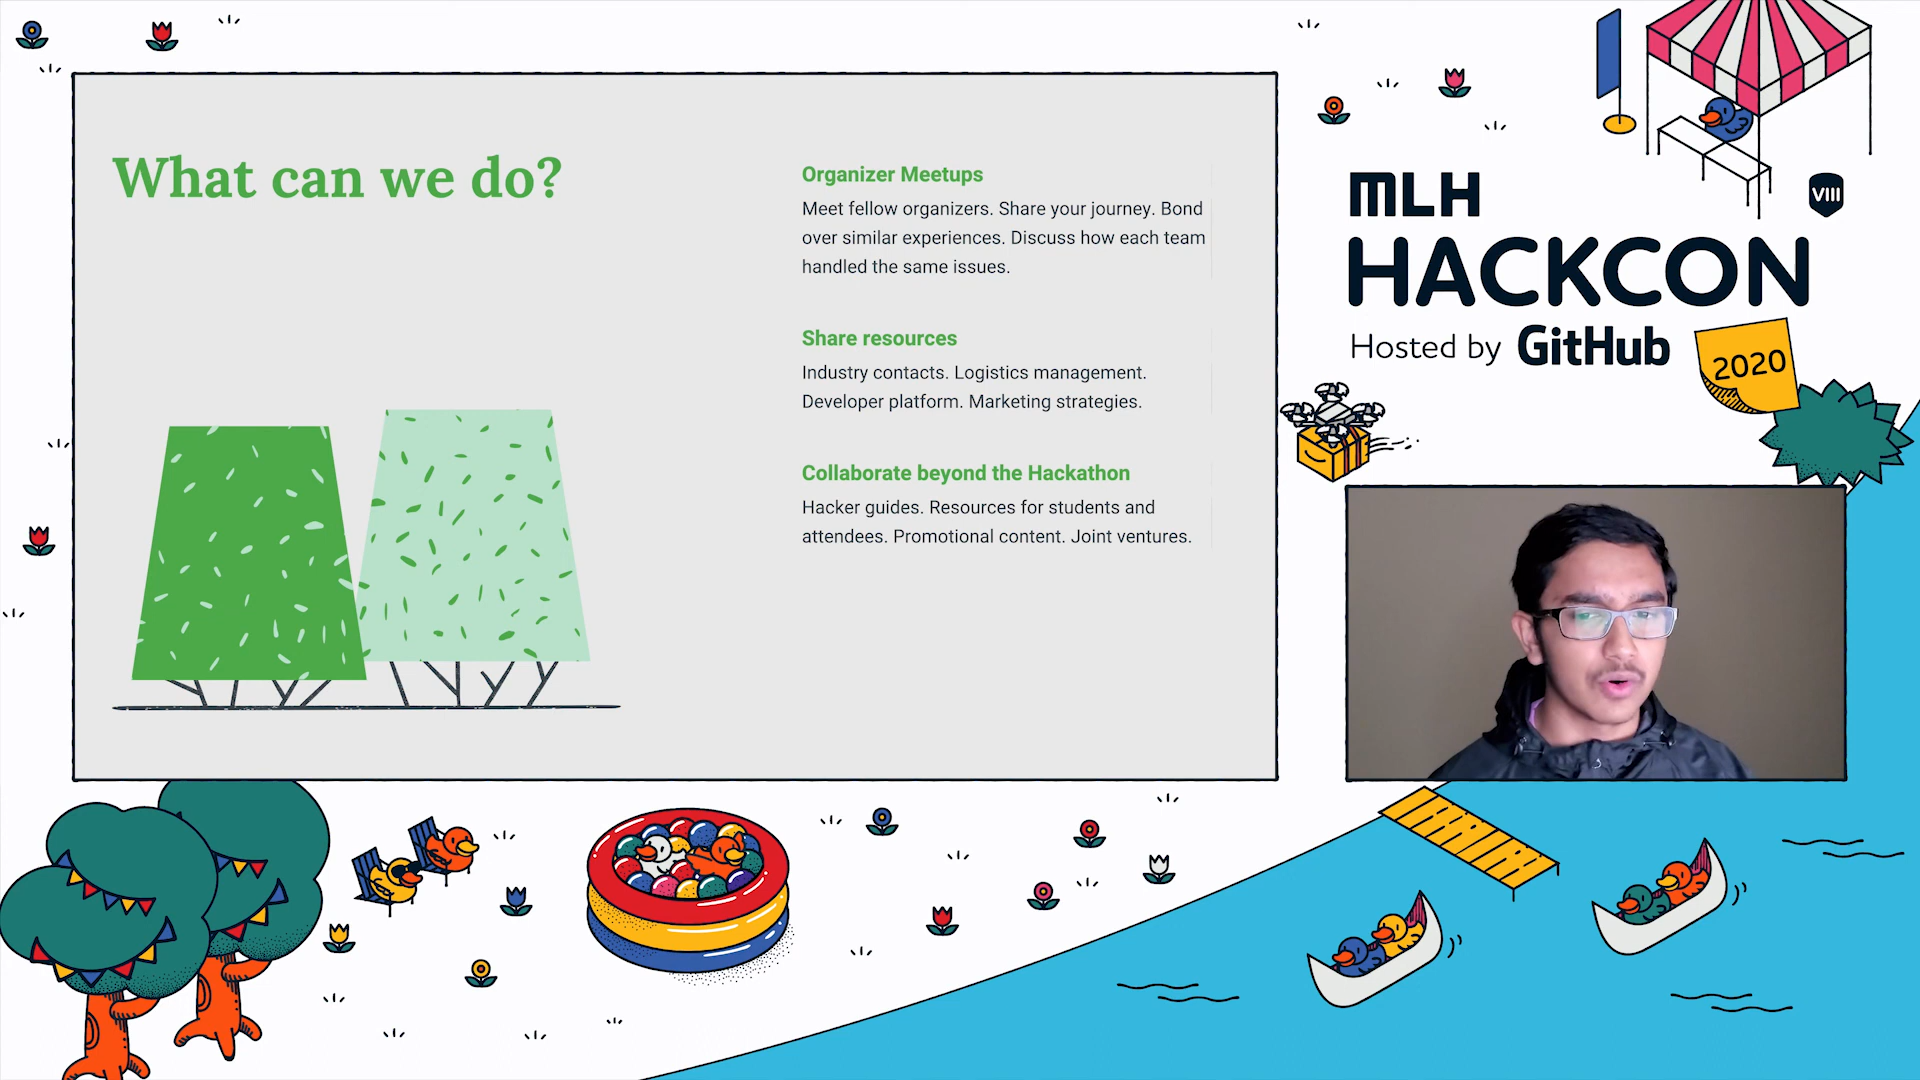 What can we do?
Organizer Meetups
Meet fellow organizers. Share your journey. Bond
over similar experiences. Discuss how each team
handled the same issues.
Share resources
Industry contacts. Logistics management.
Developer platform. Marketing strategies.
Collaborate beyond the Hackathon
Hacker guides. Resources for students and
attendees. Promotional content. Joint ventures.
MLH
VIII
HACKCON
Hosted by GitHub
2020